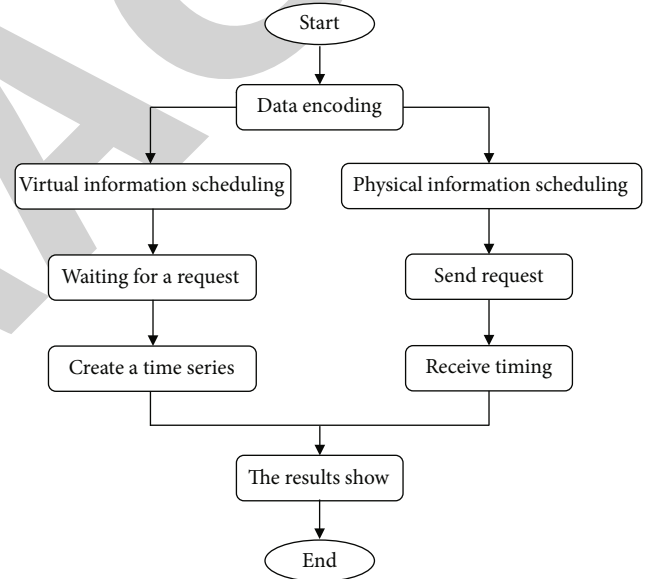 Start
Data encoding
Virtual information scheduling
Physical information scheduling
Waiting for a request
Send request
Create a time series
Receive timing
The results show
End